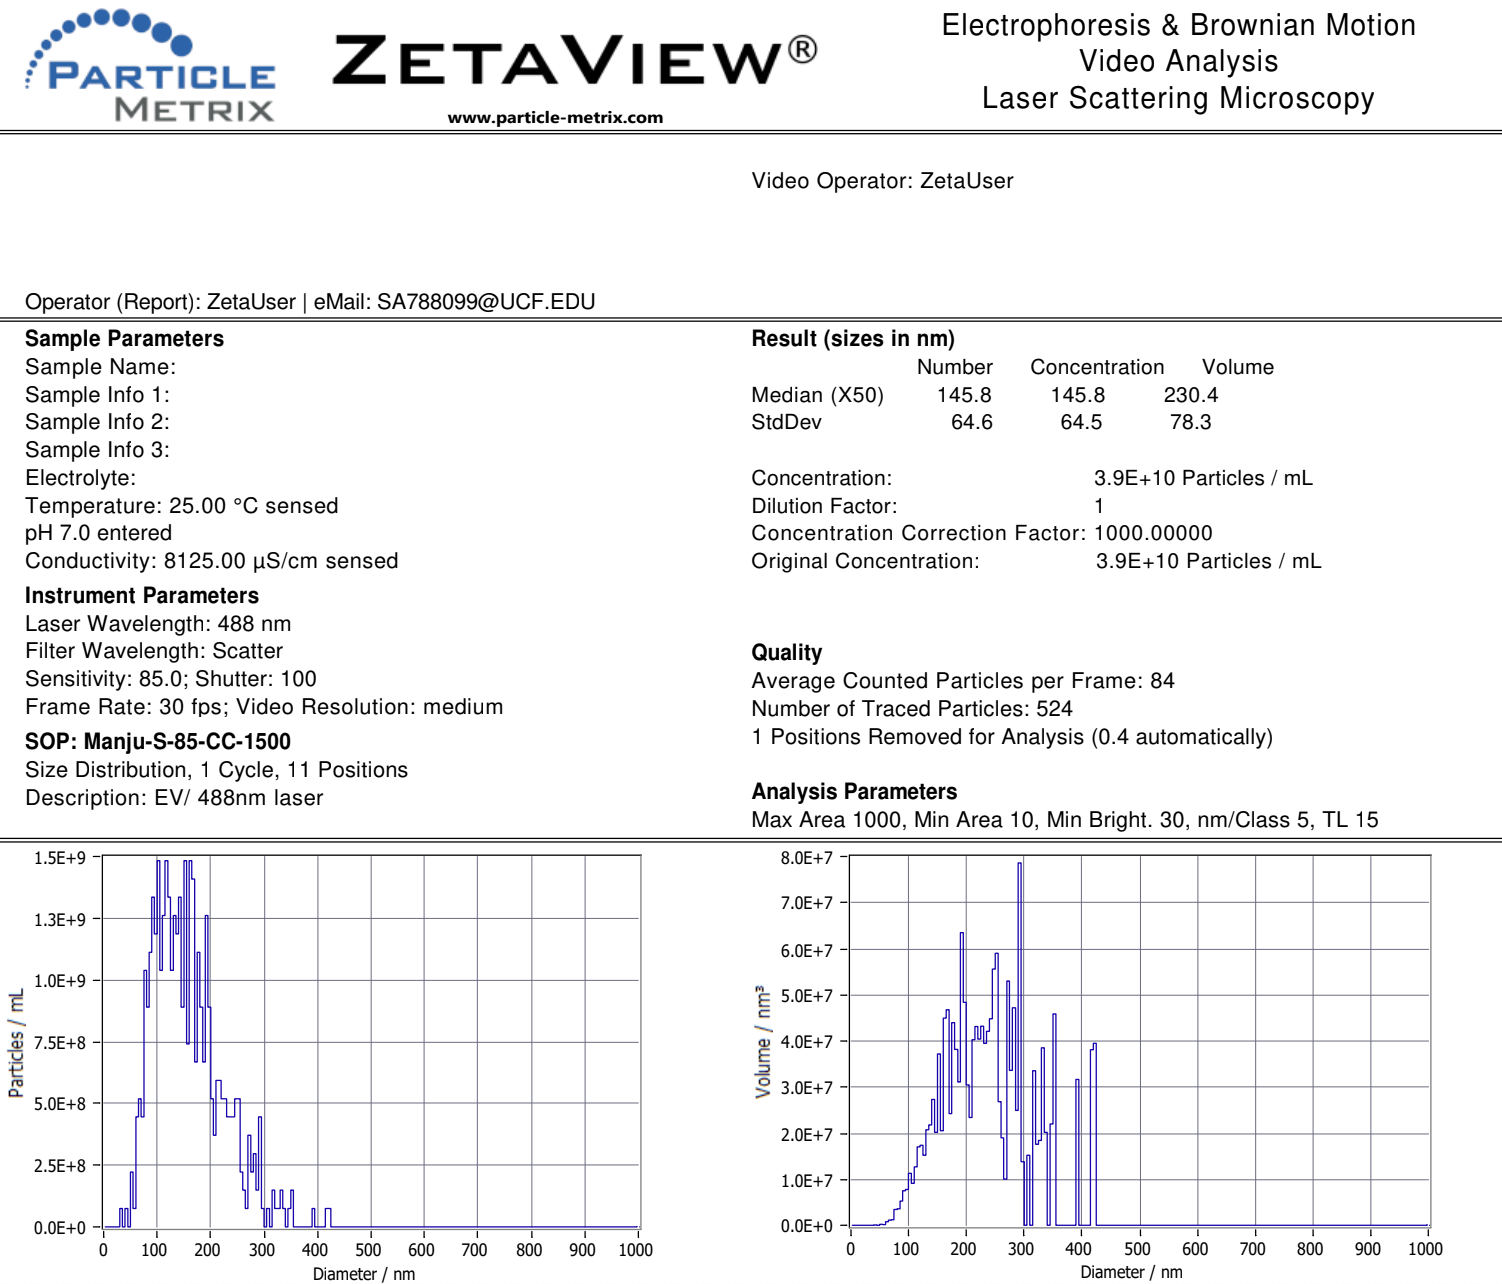 PARTICLE
METRIX
ZETAVIEW®
www.particle-metrix.com
Electrophoresis & Brownian Motion
Video Analysis
Laser Scattering Microscopy
Video Operator: ZetaUser
Operator (Report): ZetaUser | eMail: SA788099@UCF.EDU
Sample Parameters
Sample Name:
Sample Info 1:
Sample Info 2:
Sample Info 3:
Electrolyte:
Temperature: 25.00 °C sensed
pH 7.0 entered
Conductivity: 8125.00 µS/cm sensed
Instrument Parameters
Laser Wavelength: 488 nm
Filter Wavelength: Scatter
Sensitivity: 85.0; Shutter: 100
Frame Rate: 30 fps; Video Resolution: medium
SOP: Manju-S-85-CC-1500
Size Distribution, 1 Cycle, 11 Positions
Description: EV/ 488nm laser
Result (sizes in nm)
Number Concentration Volume
Median (X50) 145.8 145.8 230.4
StdDev 64.6 64.5 78.3
Concentration: 3.9E+10 Particles / mL
Dilution Factor: 1
Concentration Correction Factor: 1000.00000
Original Concentration: 3.9E+10 Particles / mL
Quality
Average Counted Particles per Frame: 84
Number of Traced Particles: 524
1 Positions Removed for Analysis (0.4 automatically)
Analysis Parameters
Max Area 1000, Min Area 10, Min Bright. 30, nm/Class 5, TL 15
Particles / mL
1.5E+9
1.3E+9
1.0E+9
7.5E+8
5.0E+8
2.5E+8
0.0E+0
0 100 200 300 400 500 600 700 800 900 1000
Diameter / nm
Volume / nm³
8.0E+7
7.0E+7
6.0E+7
5.0E+7
4.0E+7
3.0E+7
2.0E+7
1.0E+7
0.0E+0
0 100 200 300 400 500 600 700 800 900 1000
Diameter / nm